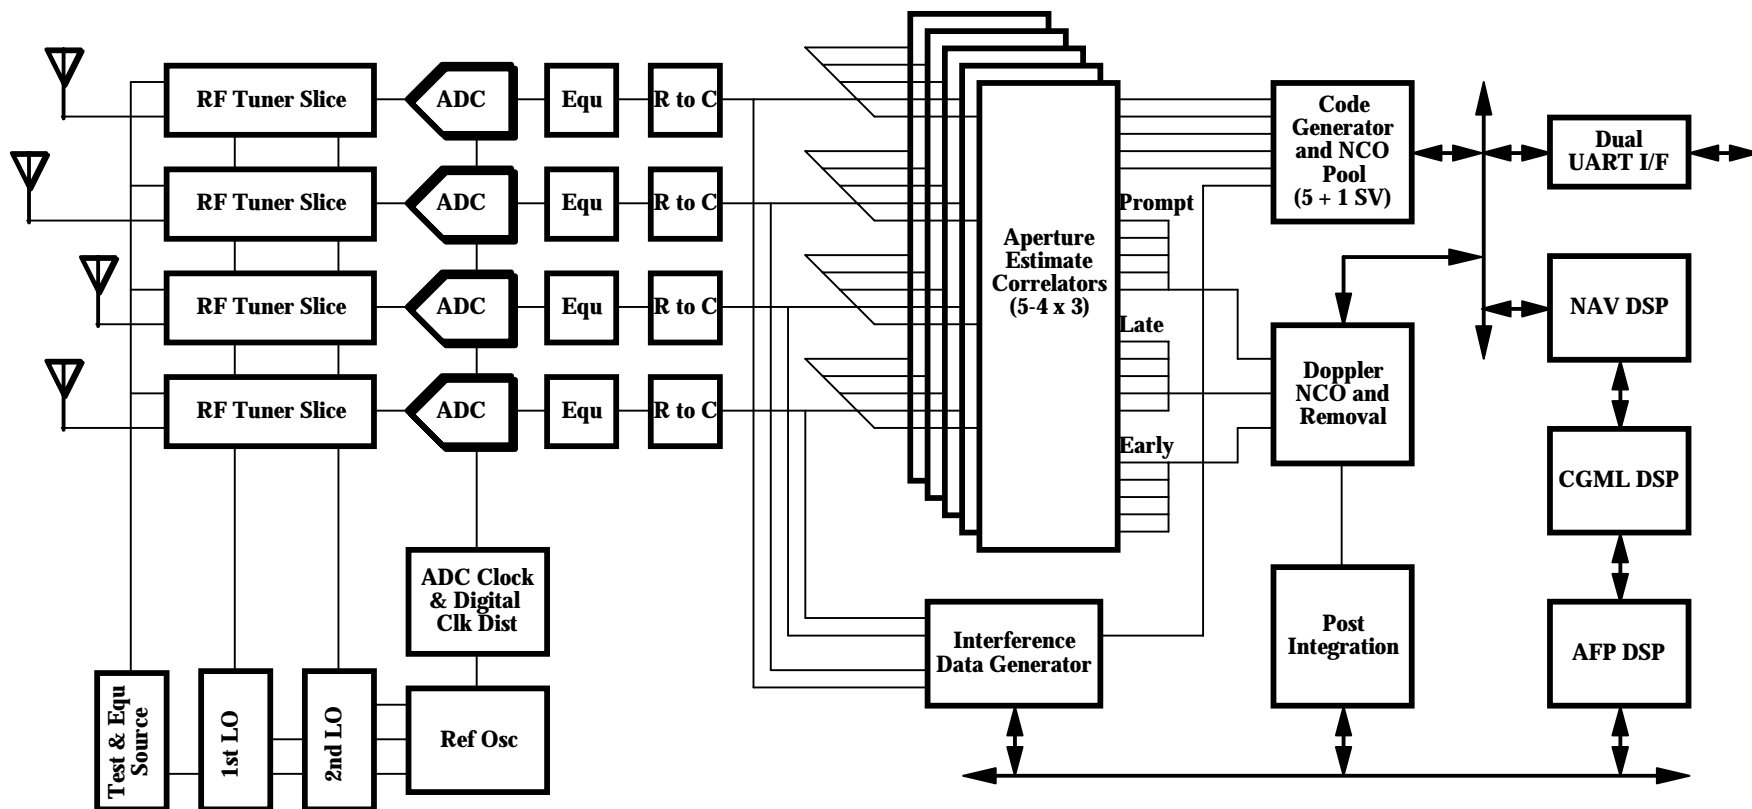 RF Tuner Slice
ADC
Equ
R to C
RF Tuner Slice
ADC
Equ
R to C
RF Tuner Slice
ADC
Equ
R to C
RF Tuner Slice
ADC
Equ
R to C
ADC Clock
& Digital
Clk Dist
Test & Equ
Source
1st LO
2nd LO
Ref Osc
Aperture
Estimate
Correlators
(5-4 x 3)
Prompt
Late
Early
Interference
Data Generator
Code
Generator
and NCO
Pool
(5 + 1 SV)
Doppler
NCO and
Removal
Post
Integration
Dual
UART I/F
NAV DSP
CGML DSP
AFP DSP